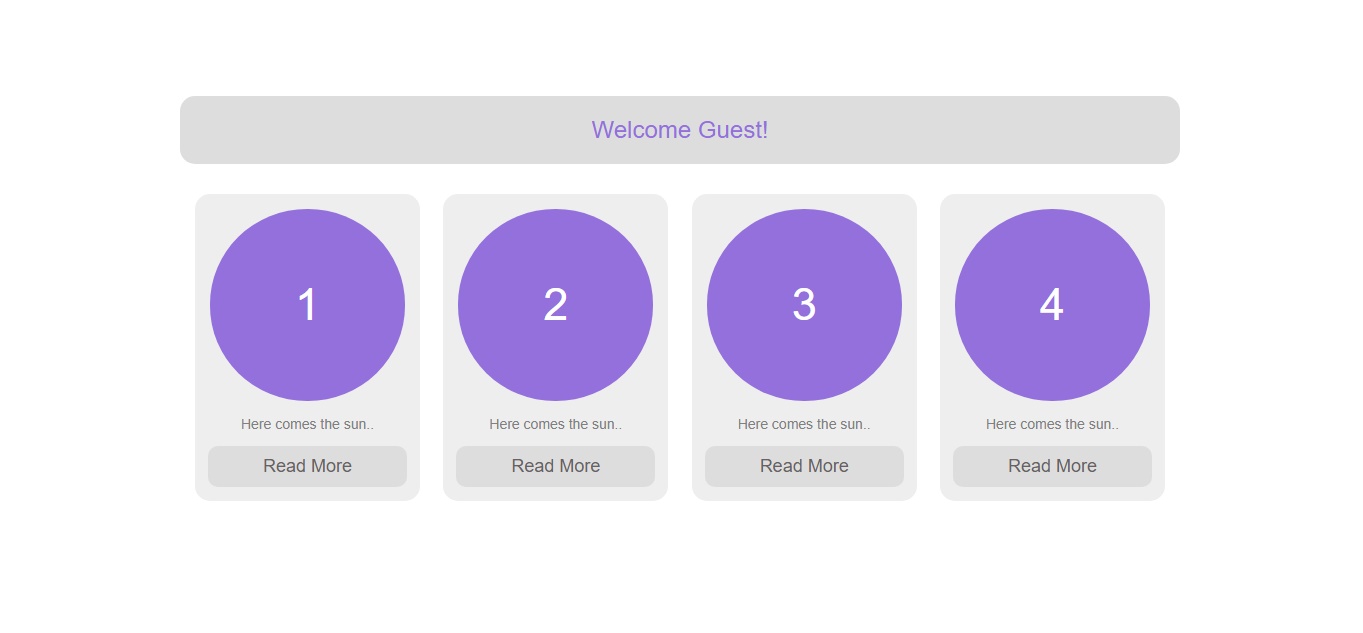 Welcome Guest!
1
2
3
4
Here comes the sun..
Here comes the sun..
Here comes the sun..
Here comes the sun..
Read More
Read More
Read More
Read More